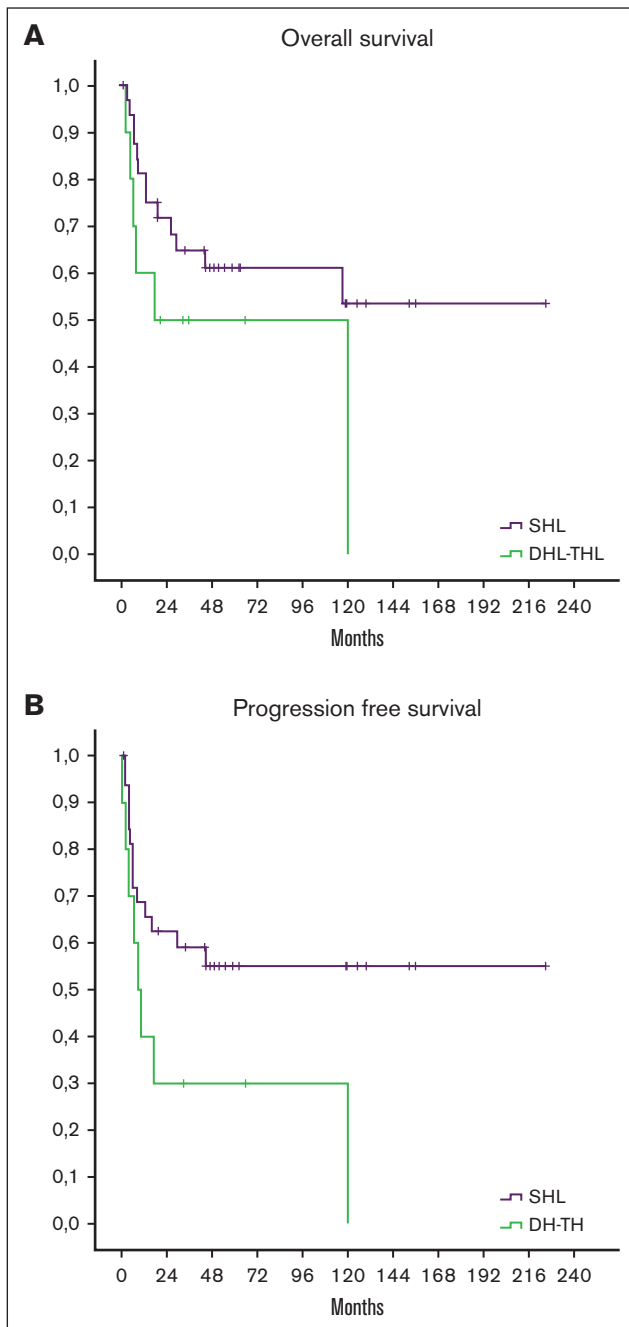 A
Overall survival
1,0
0,9
0,8
0,7
0,6
0,5
0,4
0,3
0,2
0,1
0,0
SHL
DHL-THL
0 24 48 72 96 120 144 168 192 216 240
Months
B
Progression free survival
1,0
0,9
0,8
0,7
0,6
0,5
0,4
0,3
0,2
0,1
0,0
SHL
DH-TH
0 24 48 72 96 120 144 168 192 216 240
Months